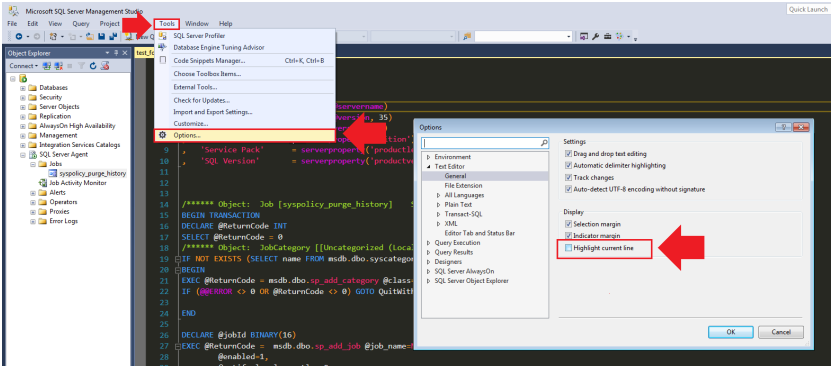 Microsoft SQL Server Management Studio
Quick Launch
File Edit View Query Project Tools Window Help
Object Explorer
Connect
Databases
Security
Server Objects
Replication
AlwaysOn High Availability
Management
Integration Services Catalogs
SQL Server Agent
Jobs
syspolicy_purge_history
Job Activity Monitor
Alerts
Operators
Proxies
Error Logs
SQL Server Profiler
Database Engine Tuning Advisor
Code Snippets Manager... Ctrl+K, Ctrl+B
Choose Toolbox Items...
External Tools...
Check for Updates...
Import and Export Settings...
Customize...
Options...
servername)
, 35)
9 , 'Service Pack' = serverproperty('productle
10 , 'SQL Version' = serverproperty('productve
11
12
13
14 /****** Object: Job [syspolicy_purge_history]
15 BEGIN TRANSACTION
16 DECLARE @ReturnCode INT
17 SELECT @ReturnCode = 0
18 /****** Object: JobCategory [[Uncategorized (Loca
19 IF NOT EXISTS (SELECT name FROM msdb.dbo.syscategor
20 BEGIN
21 EXEC @ReturnCode = msdb.dbo.sp_add_category @class=
22 IF (@@ERROR <> 0 OR @ReturnCode <> 0) GOTO QuitWith
23
24 END
25
26 DECLARE @jobId BINARY(16)
27 EXEC @ReturnCode = msdb.dbo.sp_add_job @job_name=
28 @enabled=1,
Options
Environment
Text Editor
General
File Extension
All Languages
Plain Text
Transact-SQL
XML
Editor Tab and Status Bar
Query Execution
Query Results
Designers
SQL Server AlwaysOn
SQL Server Object Explorer
Settings
Drag and drop text editing
Automatic delimiter highlighting
Track changes
Auto-detect UTF-8 encoding without signature
Display
Selection margin
Indicator margin
Highlight current line
OK Cancel